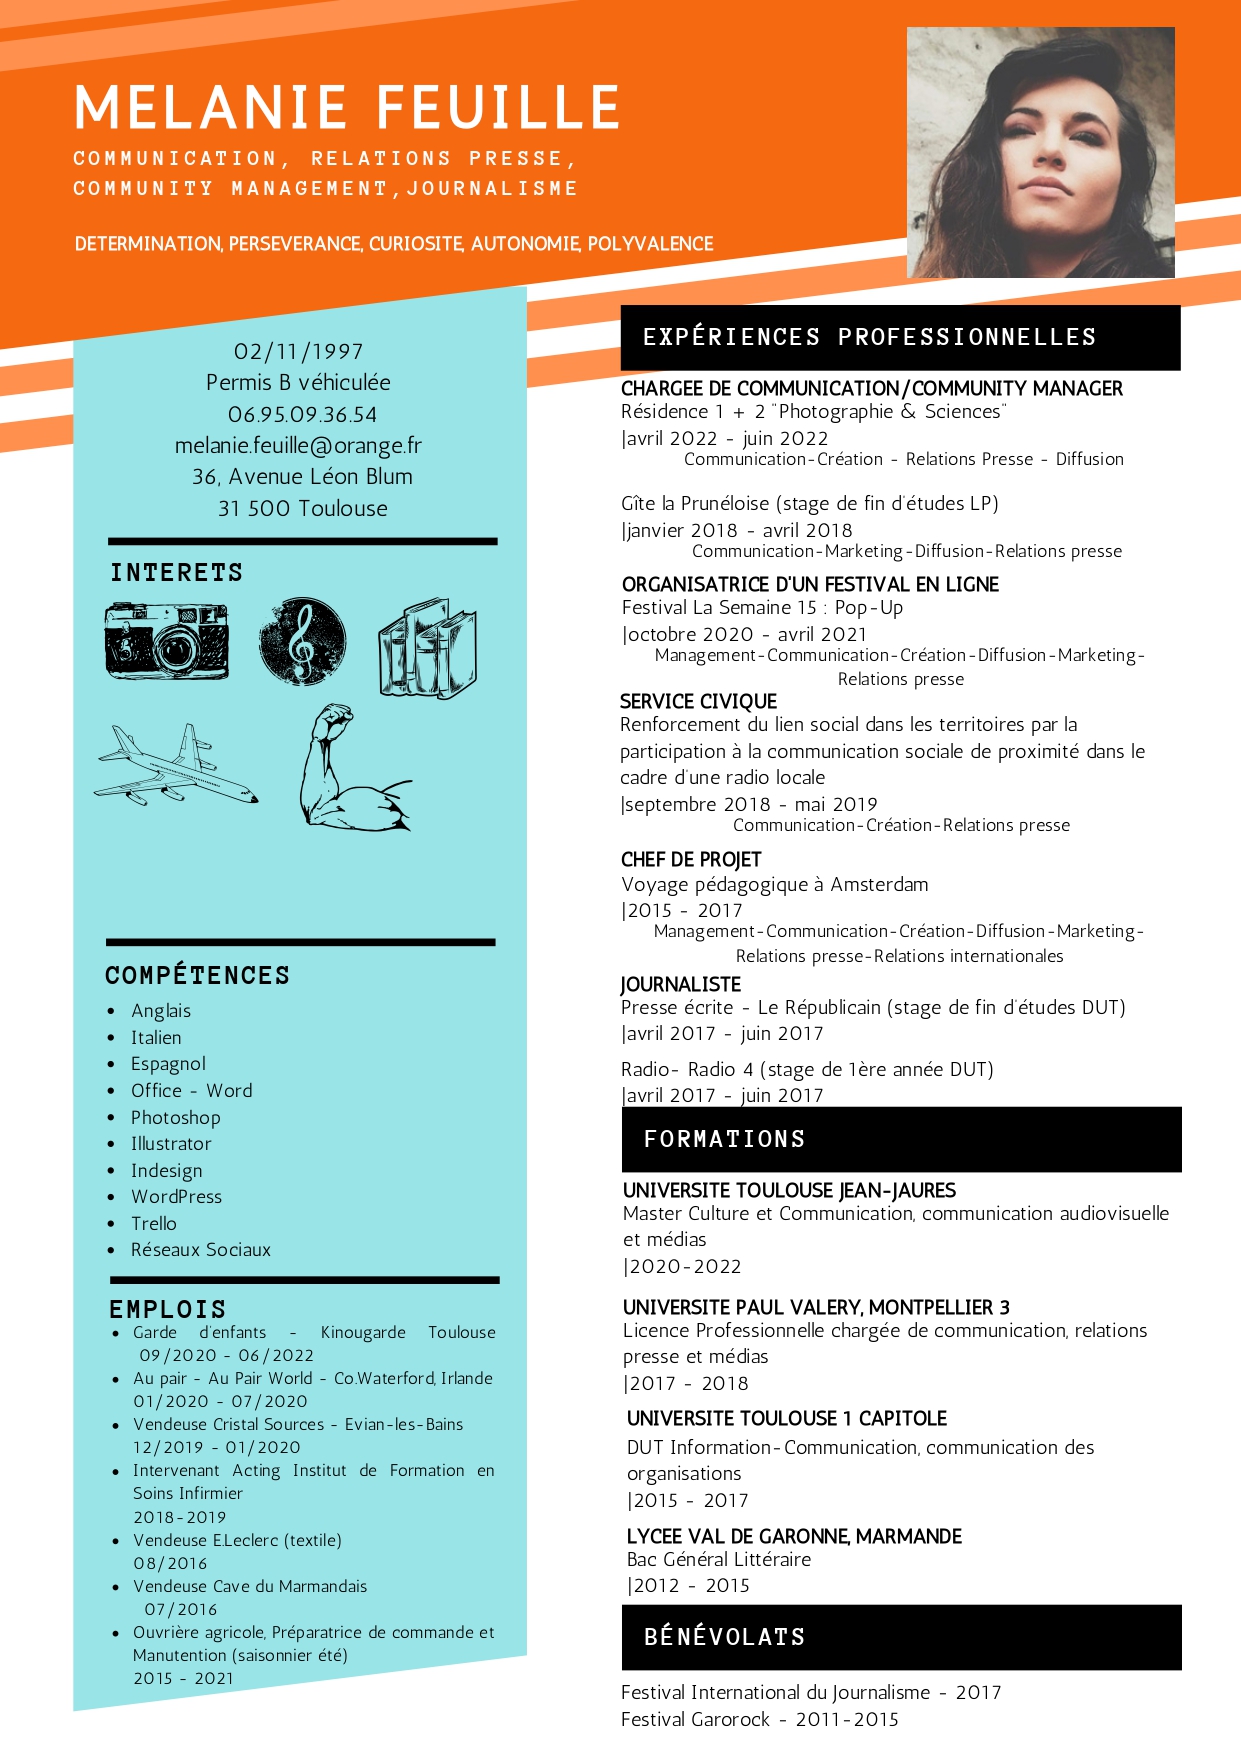 MELANIE FEUILLE
COMMUNICATION, RELATIONS PRESSE,
COMMUNITY MANAGEMENT,JOURNALISME
DETERMINATION, PERSEVERANCE, CURIOSITE, AUTONOMIE, POLYVALENCE
02/11/1997
Permis B véhiculée
06.95.09.36.54
melanie.feuille@orange.fr
36, Avenue Léon Blum
31 500 Toulouse
INTERETS
COMPÉTENCES
• Anglais
• Italien
• Espagnol
• Office - Word
• Photoshop
• Illustrator
• Indesign
• WordPress
• Trello
• Réseaux Sociaux
EMPLOIS
• Garde d'enfants - Kinougarde Toulouse
09/2020 - 06/2022
• Au pair - Au Pair World - Co.Waterford, Irlande
01/2020 - 07/2020
• Vendeuse Cristal Sources - Evian-les-Bains
12/2019 - 01/2020
• Intervenant Acting Institut de Formation en
Soins Infirmier
2018-2019
• Vendeuse E.Leclerc (textile)
08/2016
• Vendeuse Cave du Marmandais
07/2016
• Ouvrière agricole, Préparatrice de commande et
Manutention (saisonnier été)
2015 - 2021
EXPÉRIENCES PROFESSIONNELLES
CHARGEE DE COMMUNICATION/COMMUNITY MANAGER
Résidence 1 + 2 "Photographie & Sciences"
|avril 2022 - juin 2022
Communication-Création - Relations Presse - Diffusion
Gîte la Prunéloise (stage de fin d'études LP)
|janvier 2018 - avril 2018
Communication-Marketing-Diffusion-Relations presse
ORGANISATRICE D'UN FESTIVAL EN LIGNE
Festival La Semaine 15 : Pop-Up
|octobre 2020 - avril 2021
Management-Communication-Création-Diffusion-Marketing-
Relations presse
SERVICE CIVIQUE
Renforcement du lien social dans les territoires par la
participation à la communication sociale de proximité dans le
cadre d'une radio locale
|septembre 2018 - mai 2019
Communication-Création-Relations presse
CHEF DE PROJET
Voyage pédagogique à Amsterdam
|2015 - 2017
Management-Communication-Création-Diffusion-Marketing-
Relations presse-Relations internationales
JOURNALISTE
Presse écrite - Le Républicain (stage de fin d'études DUT)
|avril 2017 - juin 2017
Radio- Radio 4 (stage de 1ère année DUT)
|avril 2017 - juin 2017
FORMATIONS
UNIVERSITE TOULOUSE JEAN-JAURES
Master Culture et Communication, communication audiovisuelle
et médias
|2020-2022
UNIVERSITE PAUL VALERY, MONTPELLIER 3
Licence Professionnelle chargée de communication, relations
presse et médias
|2017 - 2018
UNIVERSITE TOULOUSE 1 CAPITOLE
DUT Information-Communication, communication des
organisations
|2015 - 2017
LYCEE VAL DE GARONNE, MARMANDE
Bac Général Littéraire
|2012 - 2015
BÉNÉVOLATS
Festival International du Journalisme - 2017
Festival Garorock - 2011-2015